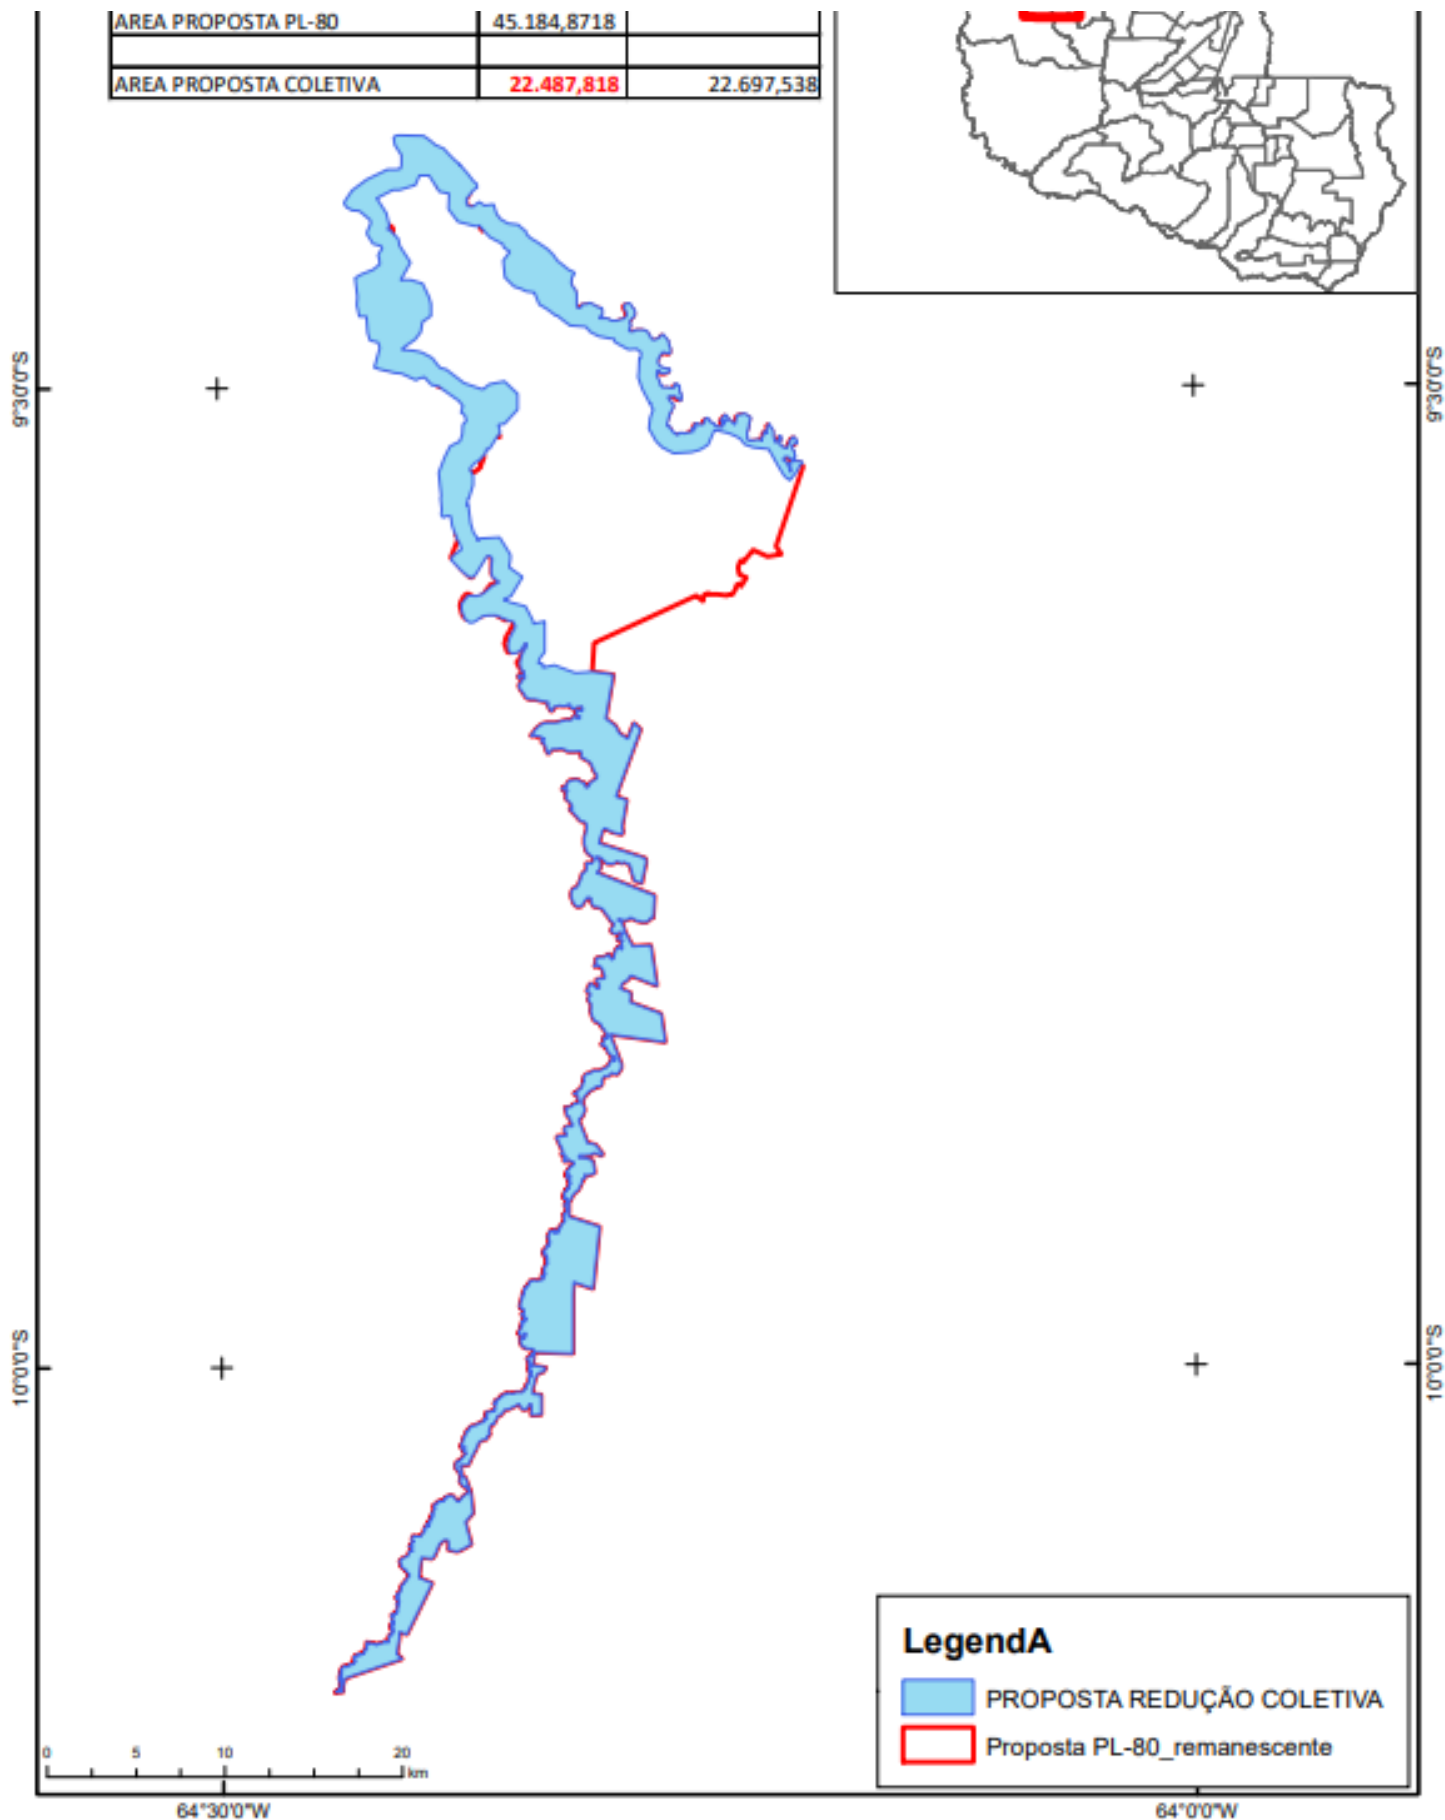 AREA PROPOSTA PL-80 45.184,8718
AREA PROPOSTA COLETIVA 22.487,818 22.697,538
9°30'0"S
9°30'0"S
10°0'0"S
10°0'0"S
LegendA
PROPOSTA REDUÇÃO COLETIVA
Proposta PL-80_remanescente
0 5 10 20
km
64°30'0"W
64°0'0"W